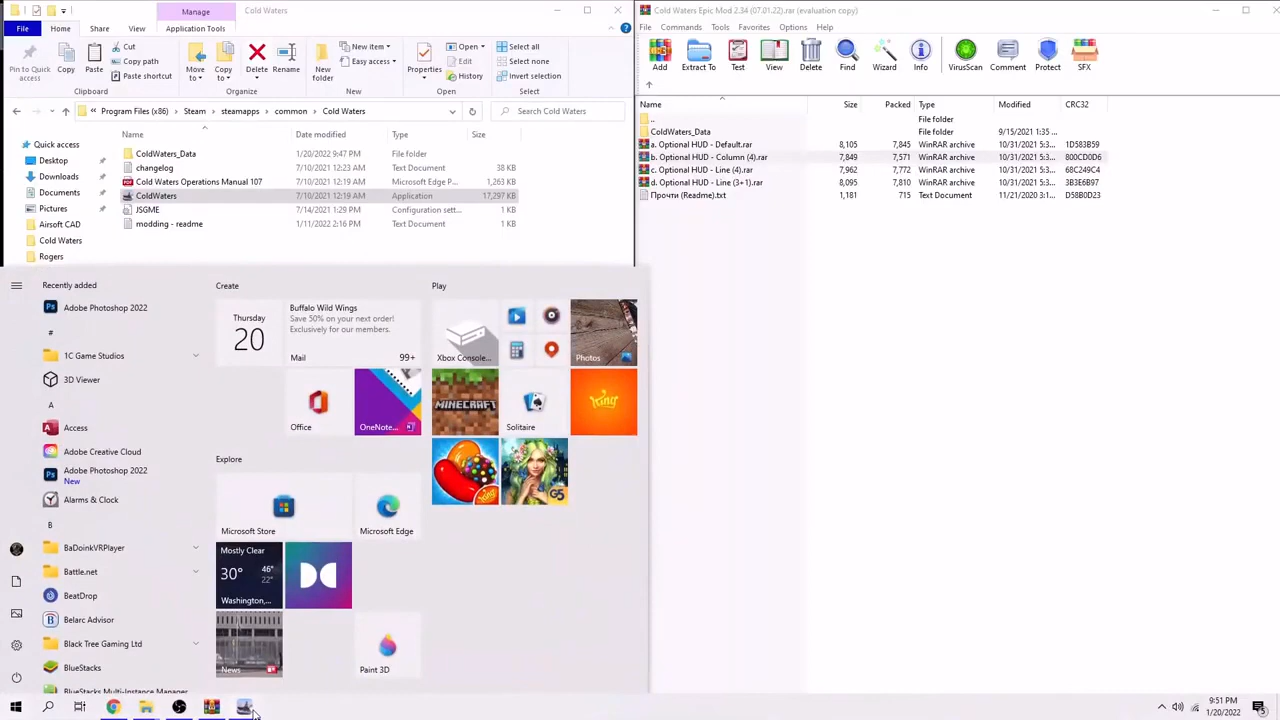 Manage
Cold Waters
File
Home
Share
View
Application Tools
Pin to Quick access
Copy
Paste
Cut
Copy path
Paste shortcut
Clipboard
Move to
Copy to
Delete
Rename
New folder
Organize
New item
Easy access
New
Properties
Open
Edit
History
Open
Select all
Select none
Invert selection
Select
« Program Files (x86) > Steam > steamapps > common > Cold Waters
Search Cold Waters
Name Date modified Type Size
Quick access
Desktop
Downloads
Documents
Pictures
Airsoft CAD
Cold Waters
Rogers
ColdWaters_Data 1/20/2022 9:47 PM File folder
changelog 7/10/2021 12:23 AM Text Document 38 KB
Cold Waters Operations Manual 107 7/10/2021 12:19 AM Microsoft Edge P... 1,263 KB
ColdWaters 7/10/2021 12:19 AM Application 17,297 KB
JSGME 7/14/2021 1:29 PM Configuration sett... 1 KB
modding - readme 1/11/2022 2:16 PM Text Document 1 KB
Cold Waters Epic Mod 2.34 (07.01.22).rar (evaluation copy)
File Commands Tools Favorites Options Help
Add Extract To Test View Delete Find Wizard Info VirusScan Comment Protect SFX
Name Size Packed Type Modified CRC32
.. File folder
ColdWaters_Data File folder 9/15/2021 1:35 ...
a. Optional HUD - Default.rar 8,105 7,845 WinRAR archive 10/31/2021 5:3... 1D583B59
b. Optional HUD - Column (4).rar 7,849 7,571 WinRAR archive 10/31/2021 5:3... 800CD0D6
c. Optional HUD - Line (4).rar 7,962 7,772 WinRAR archive 10/31/2021 5:3... 68C249C4
d. Optional HUD - Line (3+1).rar 8,095 7,810 WinRAR archive 10/31/2021 5:3... 3B3E6B97
Прочти (Readme).txt 1,181 715 Text Document 11/21/2020 3:1... D58B0D23
Recently added
Adobe Photoshop 2022
#
1C Game Studios
3D Viewer
A
Access
Adobe Creative Cloud
Adobe Photoshop 2022
New
Alarms & Clock
B
BaDoinkVRPlayer
Battle.net
BeatDrop
Belarc Advisor
Black Tree Gaming Ltd
BlueStacks
BlueStacks Multi-Instance Manager
Create
Thursday
20
Buffalo Wild Wings
Save 50% on your next order!
Exclusively for our members.
Mail 99+
Office
OneNote...
Explore
Microsoft Store
Microsoft Edge
Mostly Clear
30° 46° 22°
Washington,...
News
Paint 3D
Play
Xbox Console...
Photos
MINECRAFT
Solitaire
King
King
G5
9:51 PM
1/20/2022
5